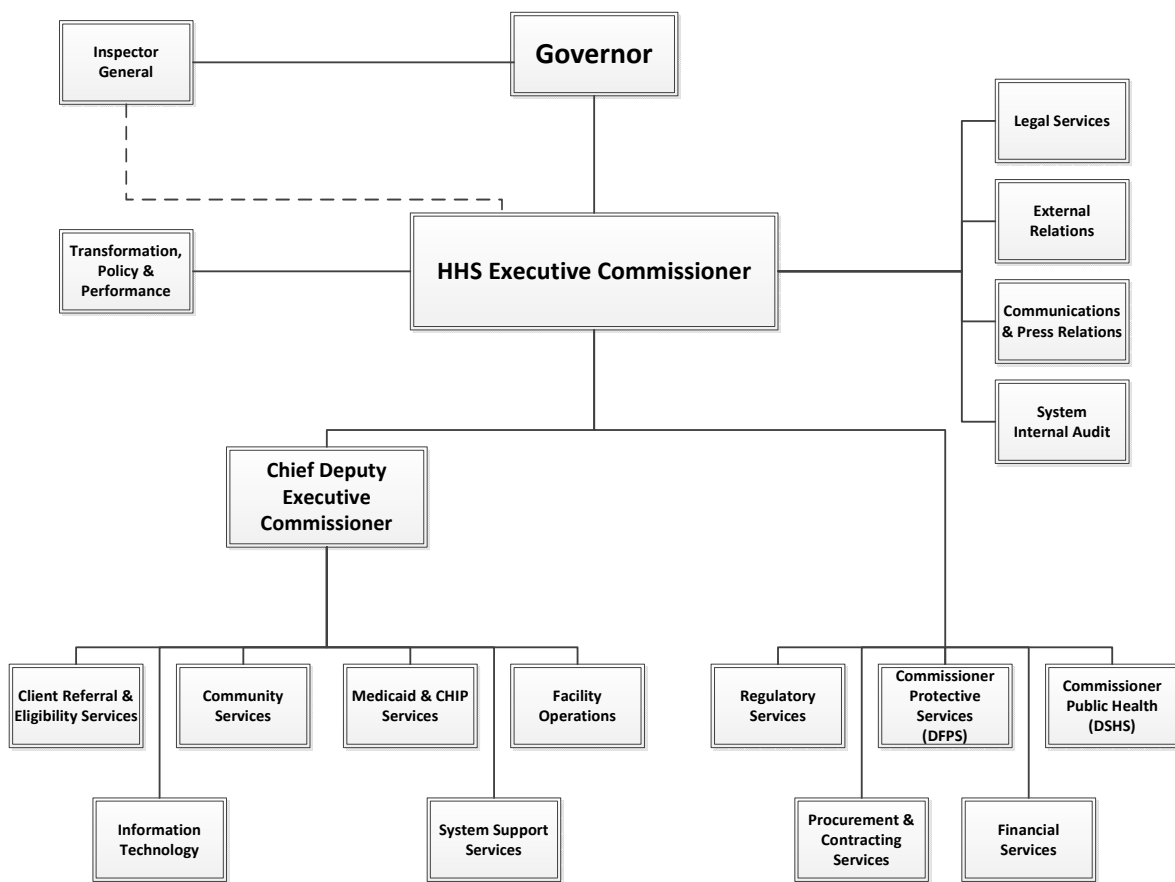 Inspector
General
Governor
Legal Services
External
Relations
Transformation,
Policy &
Performance
HHS Executive Commissioner
Communications
& Press Relations
System
Internal Audit
Chief Deputy
Executive
Commissioner
Client Referral &
Eligibility Services
Community
Services
Medicaid & CHIP
Services
Facility
Operations
Regulatory
Services
Commissioner
Protective
Services
(DFPS)
Commissioner
Public Health
(DSHS)
Information
Technology
System Support
Services
Procurement &
Contracting
Services
Financial
Services